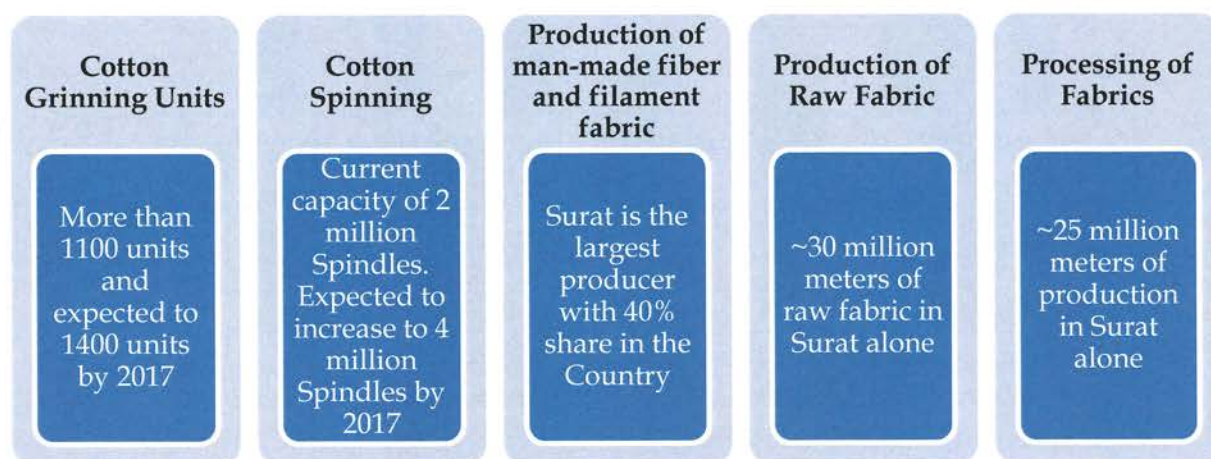 Cotton
Grinning Units
More than
1100 units
and
expected to
1400 units
by 2017
Cotton
Spinning
Current
capacity of 2
million
Spindles.
Expected to
increase to 4
million
Spindles by
2017
Production of
man-made fiber
and filament
fabric
Surat is the
largest
producer
with 40%
share in the
Country
Production of
Raw Fabric
~30 million
meters of
raw fabric in
Surat alone
Processing of
Fabrics
~25 million
meters of
production
in Surat
alone